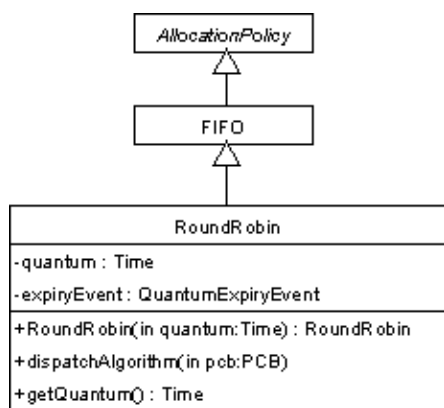 AllocationPolicy
FIFO
RoundRobin
-quantum : Time
-expiryEvent : QuantumExpiryEvent
+RoundRobin(in quantum:Time) : RoundRobin
+dispatchAlgorithm(in pcb:PCB)
+getQuantum() : Time